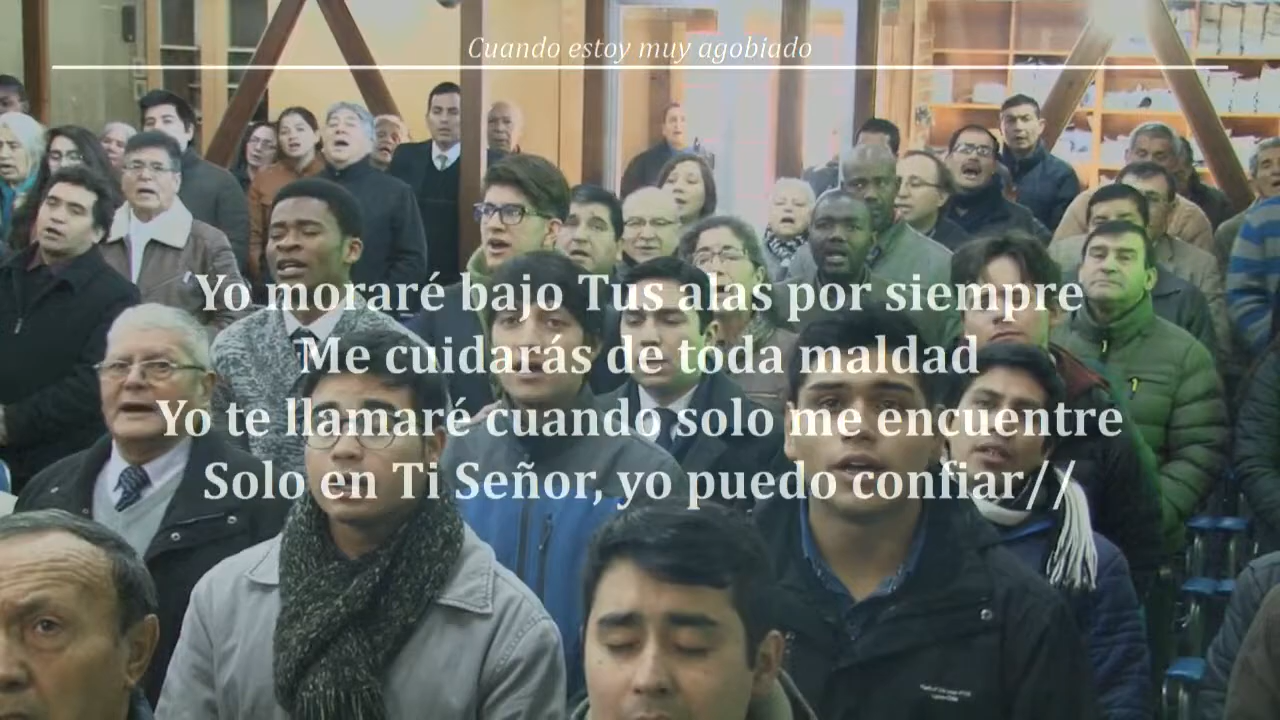 Cuando estoy muy agobiado
‘Yo moraré bajo Tus alas por siempre
Me cuidarás de toda maldad
Yo te llamaré cuando solo me encuentre
Solo en Ti Señor, yo puedo confiar//